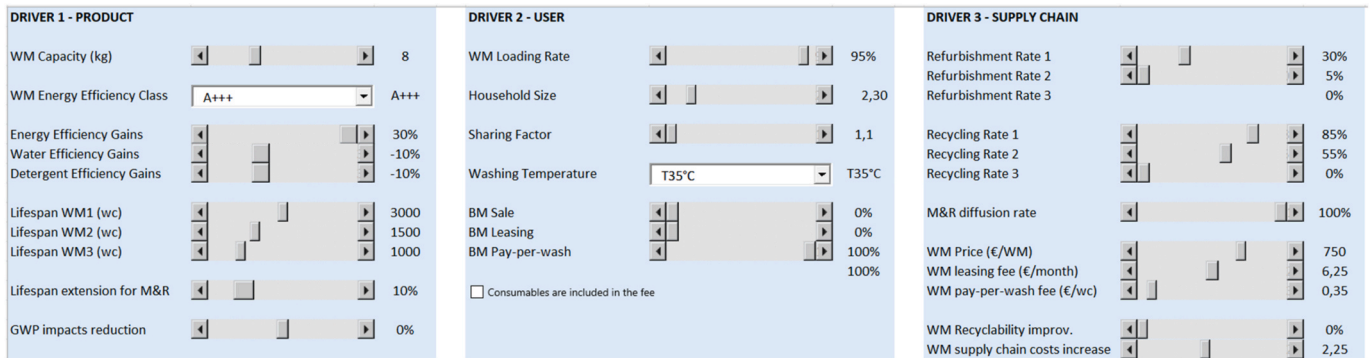 DRIVER 1 - PRODUCT
WM Capacity (kg) 8
WM Energy Efficiency Class A+++ A+++
Energy Efficiency Gains 30%
Water Efficiency Gains -10%
Detergent Efficiency Gains -10%
Lifespan WM1 (wc) 3000
Lifespan WM2 (wc) 1500
Lifespan WM3 (wc) 1000
Lifespan extension for M&R 10%
GWP impacts reduction 0%
DRIVER 2 - USER
WM Loading Rate 95%
Household Size 2,30
Sharing Factor 1,1
Washing Temperature T35°C T35°C
BM Sale 0%
BM Leasing 0%
BM Pay-per-wash 100%
100%
Consumables are included in the fee
DRIVER 3 - SUPPLY CHAIN
Refurbishment Rate 1 30%
Refurbishment Rate 2 5%
Refurbishment Rate 3 0%
Recycling Rate 1 85%
Recycling Rate 2 55%
Recycling Rate 3 0%
M&R diffusion rate 100%
WM Price (€/WM) 750
WM leasing fee (€/month) 6,25
WM pay-per-wash fee (€/wc) 0,35
WM Recyclability improv. 0%
WM supply chain costs increase 2,25